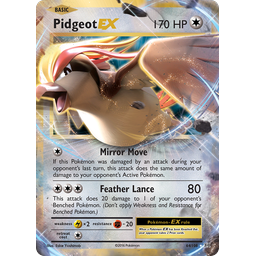 BASIC
Pidgeot EX 170 HP
Mirror Move
If this Pokémon was damaged by an attack during your
opponent's last turn, this attack does the same amount of
damage to your opponent's Active Pokémon.
Feather Lance 80
This attack does 20 damage to 1 of your opponent's
Benched Pokémon. (Don't apply Weakness and Resistance for
Benched Pokémon.)
weakness ×2 resistance -20
retreat cost
Pokémon-EX rule
©2016 Pokémon